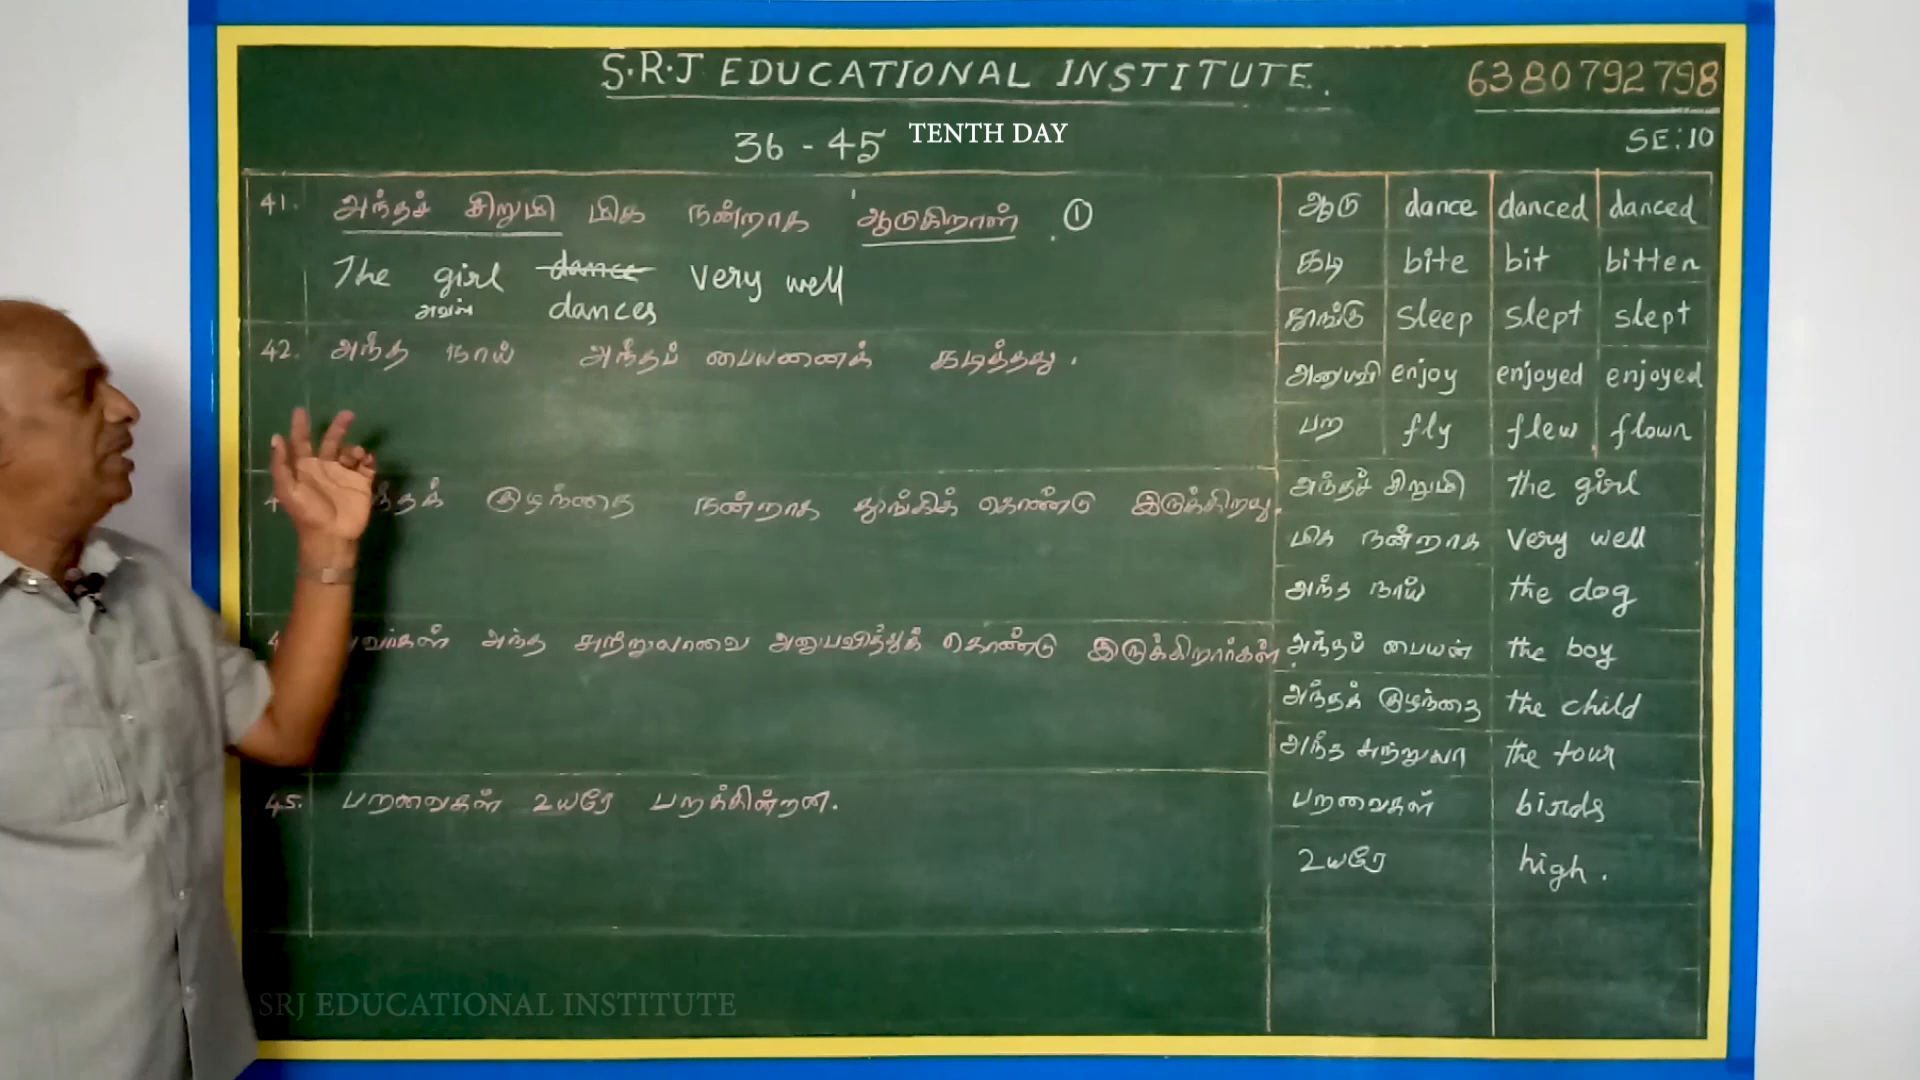 S.R.J EDUCATIONAL INSTITUTE.
6380792798
36 - 45 TENTH DAY
SE:10
41. அந்தச் சிறுமி மிக நன்றாக ஆடுகிறாள். ①
The girl dance very well
அவள் dances
42. அந்த நாய் அந்தப் பையனைக் கடித்தது.
4 ந்தக் குழந்தை நன்றாக தூங்கிக் கொண்டு இருக்கிறது.
4 அவர்கள் அந்த சுற்றுலாவை அனுபவித்துக் கொண்டு இருக்கிறார்கள்.
45. பறவைகள் உயரே பறக்கின்றன.
ஆடு dance danced danced
கடி bite bit bitten
தூங்கு sleep slept slept
அனுபவி enjoy enjoyed enjoyed
பற fly flew flown
அந்தச் சிறுமி the girl
மிக நன்றாக very well
அந்த நாய் the dog
அந்தப் பையன் the boy
அந்தக் குழந்தை the child
அந்த சுற்றுலா the tour
பறவைகள் birds
உயரே high.
SRJ EDUCATIONAL INSTITUTE